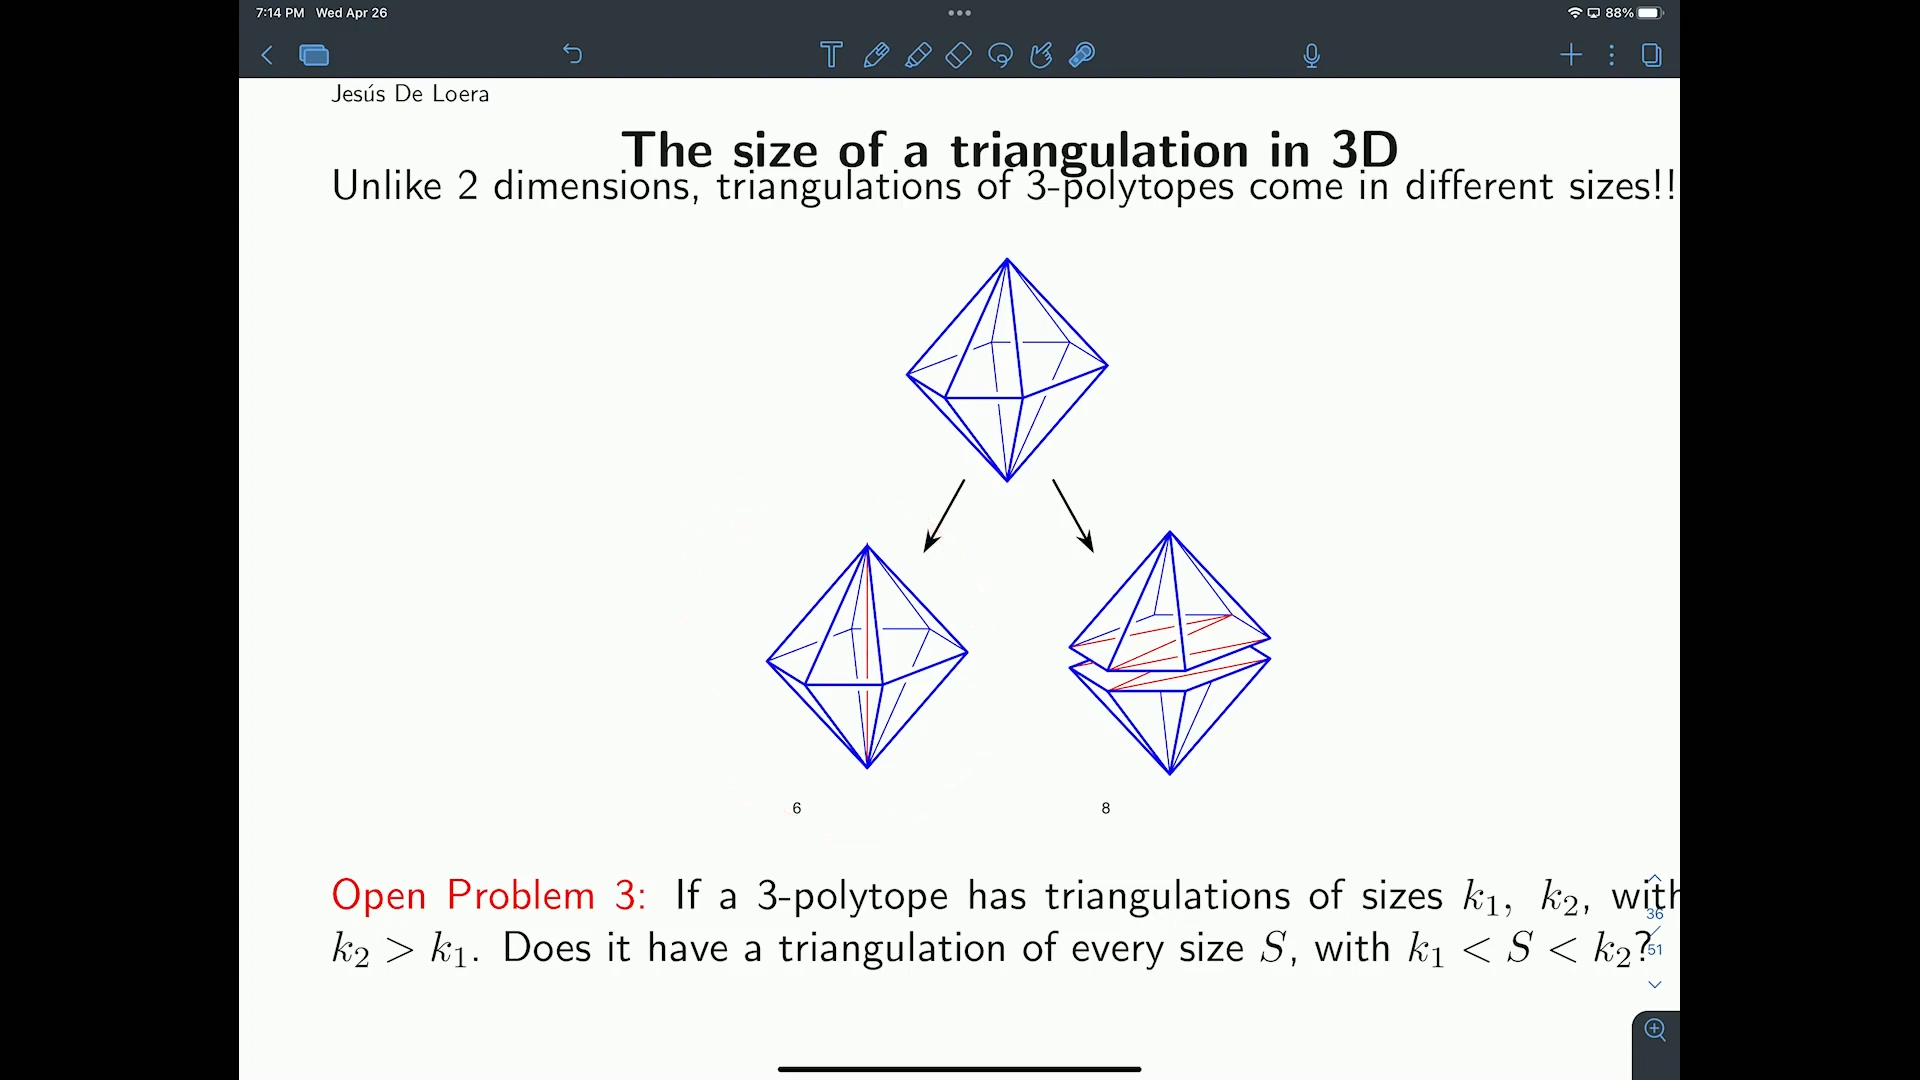 7:14 PM Wed Apr 26
88%
Jesús De Loera
The size of a triangulation in 3D
Unlike 2 dimensions, triangulations of 3-polytopes come in different sizes!!
6 8
Open Problem 3: If a 3-polytope has triangulations of sizes k₁, k₂, with
k₂ > k₁. Does it have a triangulation of every size S, with k₁ < S < k₂?
36
51